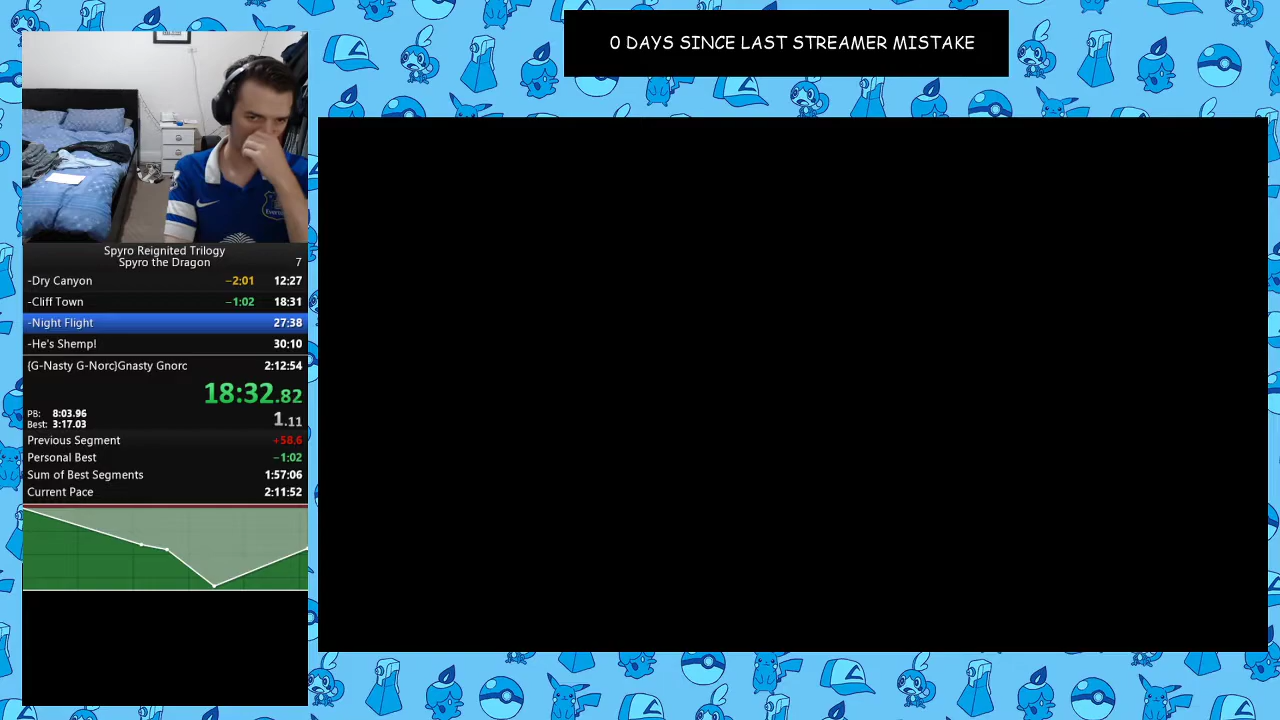 0 DAYS SINCE LAST STREAMER MISTAKE
Spyro Reignited Trilogy
Spyro the Dragon 7
-Dry Canyon −2:01 12:27
-Cliff Town −1:02 18:31
-Night Flight 27:38
-He's Shemp! 30:10
{G-Nasty G-Norc}Gnasty Gnorc 2:12:54
18:32.82
PB: 8:03.96
Best: 3:17.03
1.11
Previous Segment +58.6
Personal Best −1:02
Sum of Best Segments 1:57:06
Current Pace 2:11:52